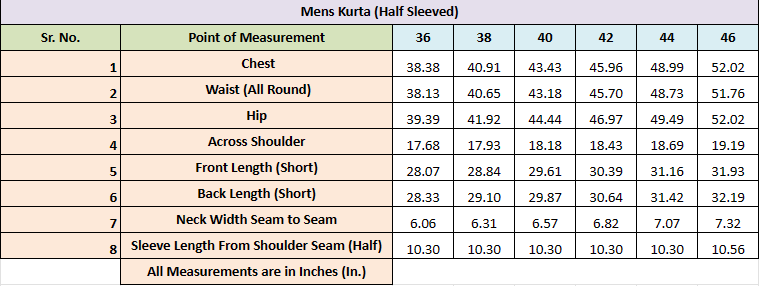 Mens Kurta (Half Sleeved)
Sr. No. Point of Measurement 36 38 40 42 44 46
1 Chest 38.38 40.91 43.43 45.96 48.99 52.02
2 Waist (All Round) 38.13 40.65 43.18 45.70 48.73 51.76
3 Hip 39.39 41.92 44.44 46.97 49.49 52.02
4 Across Shoulder 17.68 17.93 18.18 18.43 18.69 19.19
5 Front Length (Short) 28.07 28.84 29.61 30.39 31.16 31.93
6 Back Length (Short) 28.33 29.10 29.87 30.64 31.42 32.19
7 Neck Width Seam to Seam 6.06 6.31 6.57 6.82 7.07 7.32
8 Sleeve Length From Shoulder Seam (Half) 10.30 10.30 10.30 10.30 10.30 10.56
All Measurements are in Inches (In.)